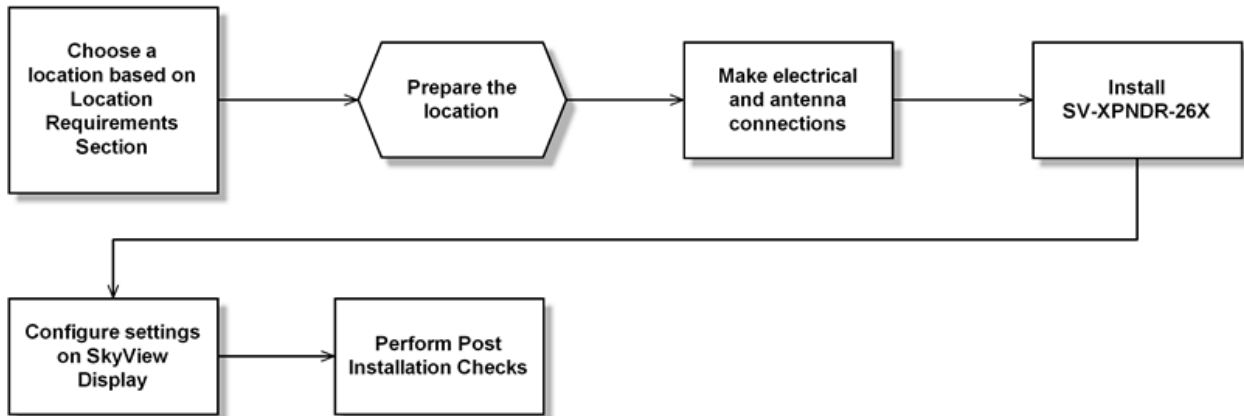 Choose a
location based on
Location
Requirements
Section
Prepare the
location
Make electrical
and antenna
connections
Install
SV-XPNDR-26X
Configure settings
on SkyView
Display
Perform Post
Installation Checks